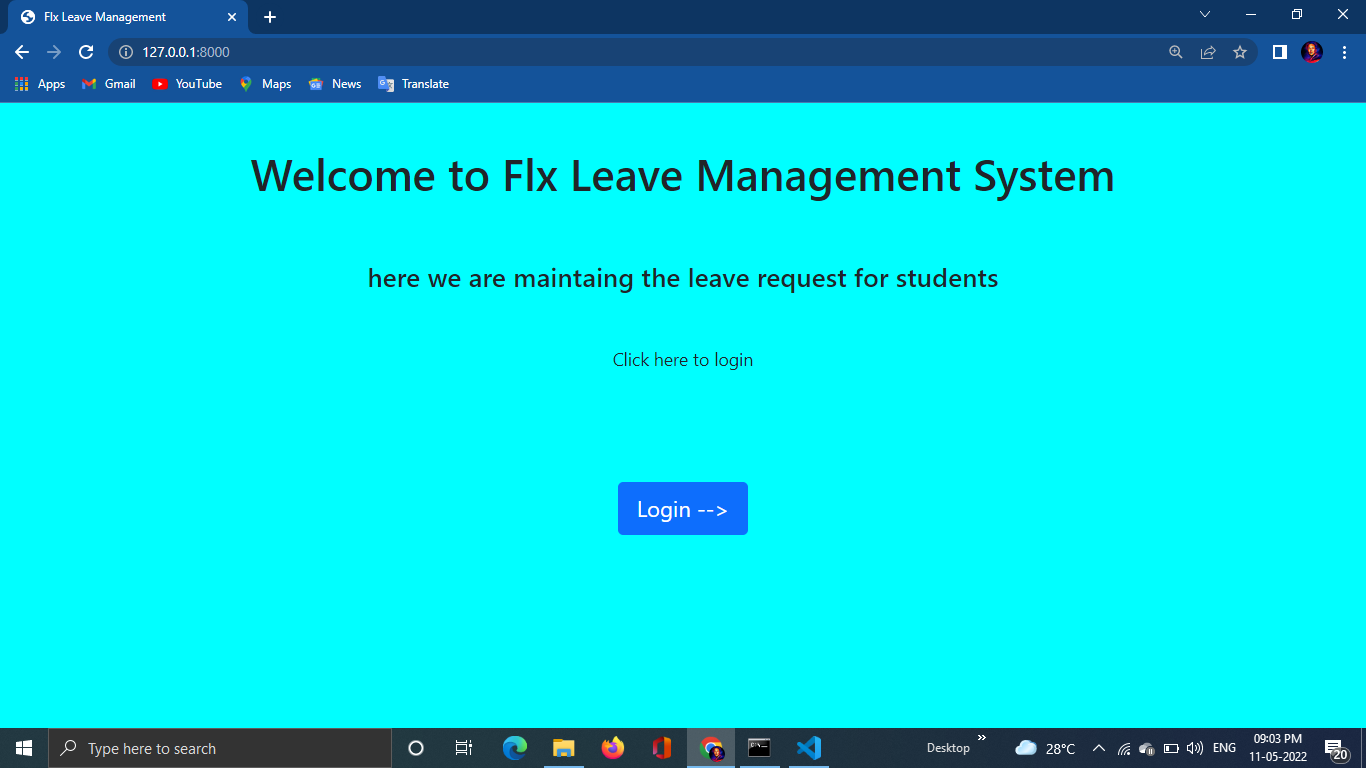 Flx Leave Management
127.0.0.1:8000
Apps Gmail YouTube Maps News Translate
Welcome to Flx Leave Management System
here we are maintaing the leave request for students
Click here to login
Login -->
Type here to search
Desktop
28°C
ENG
09:03 PM
11-05-2022
20